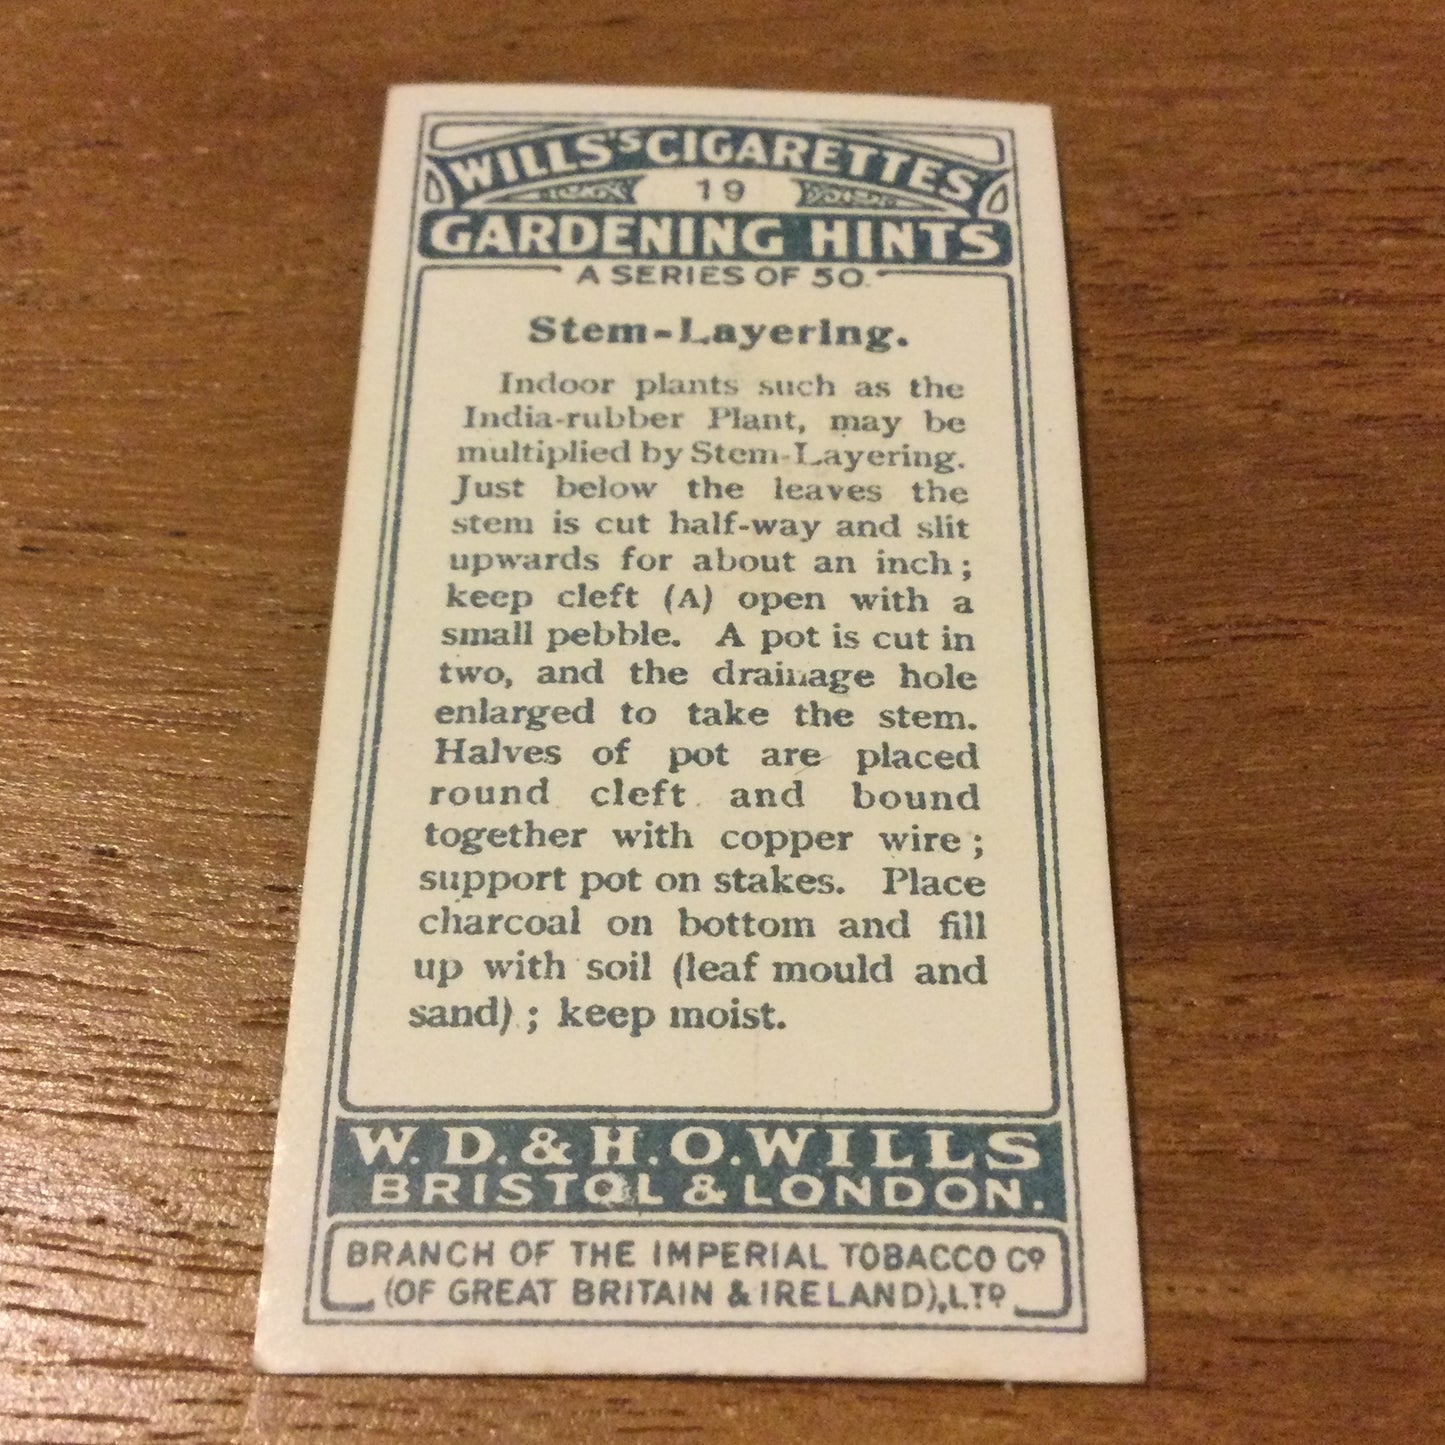 WILLS'S CIGARETTES
19
GARDENING HINTS
A SERIES OF 50.
Stem-Layering.
Indoor plants such as the
India-rubber Plant, may be
multiplied by Stem-Layering.
Just below the leaves the
stem is cut half-way and slit
upwards for about an inch;
keep cleft (A) open with a
small pebble. A pot is cut in
two, and the drainage hole
enlarged to take the stem.
Halves of pot are placed
round cleft and bound
together with copper wire;
support pot on stakes. Place
charcoal on bottom and fill
up with soil (leaf mould and
sand); keep moist.
W.D.& H.O.WILLS
BRISTOL & LONDON.
BRANCH OF THE IMPERIAL TOBACCO Cº
(OF GREAT BRITAIN & IRELAND), LTD